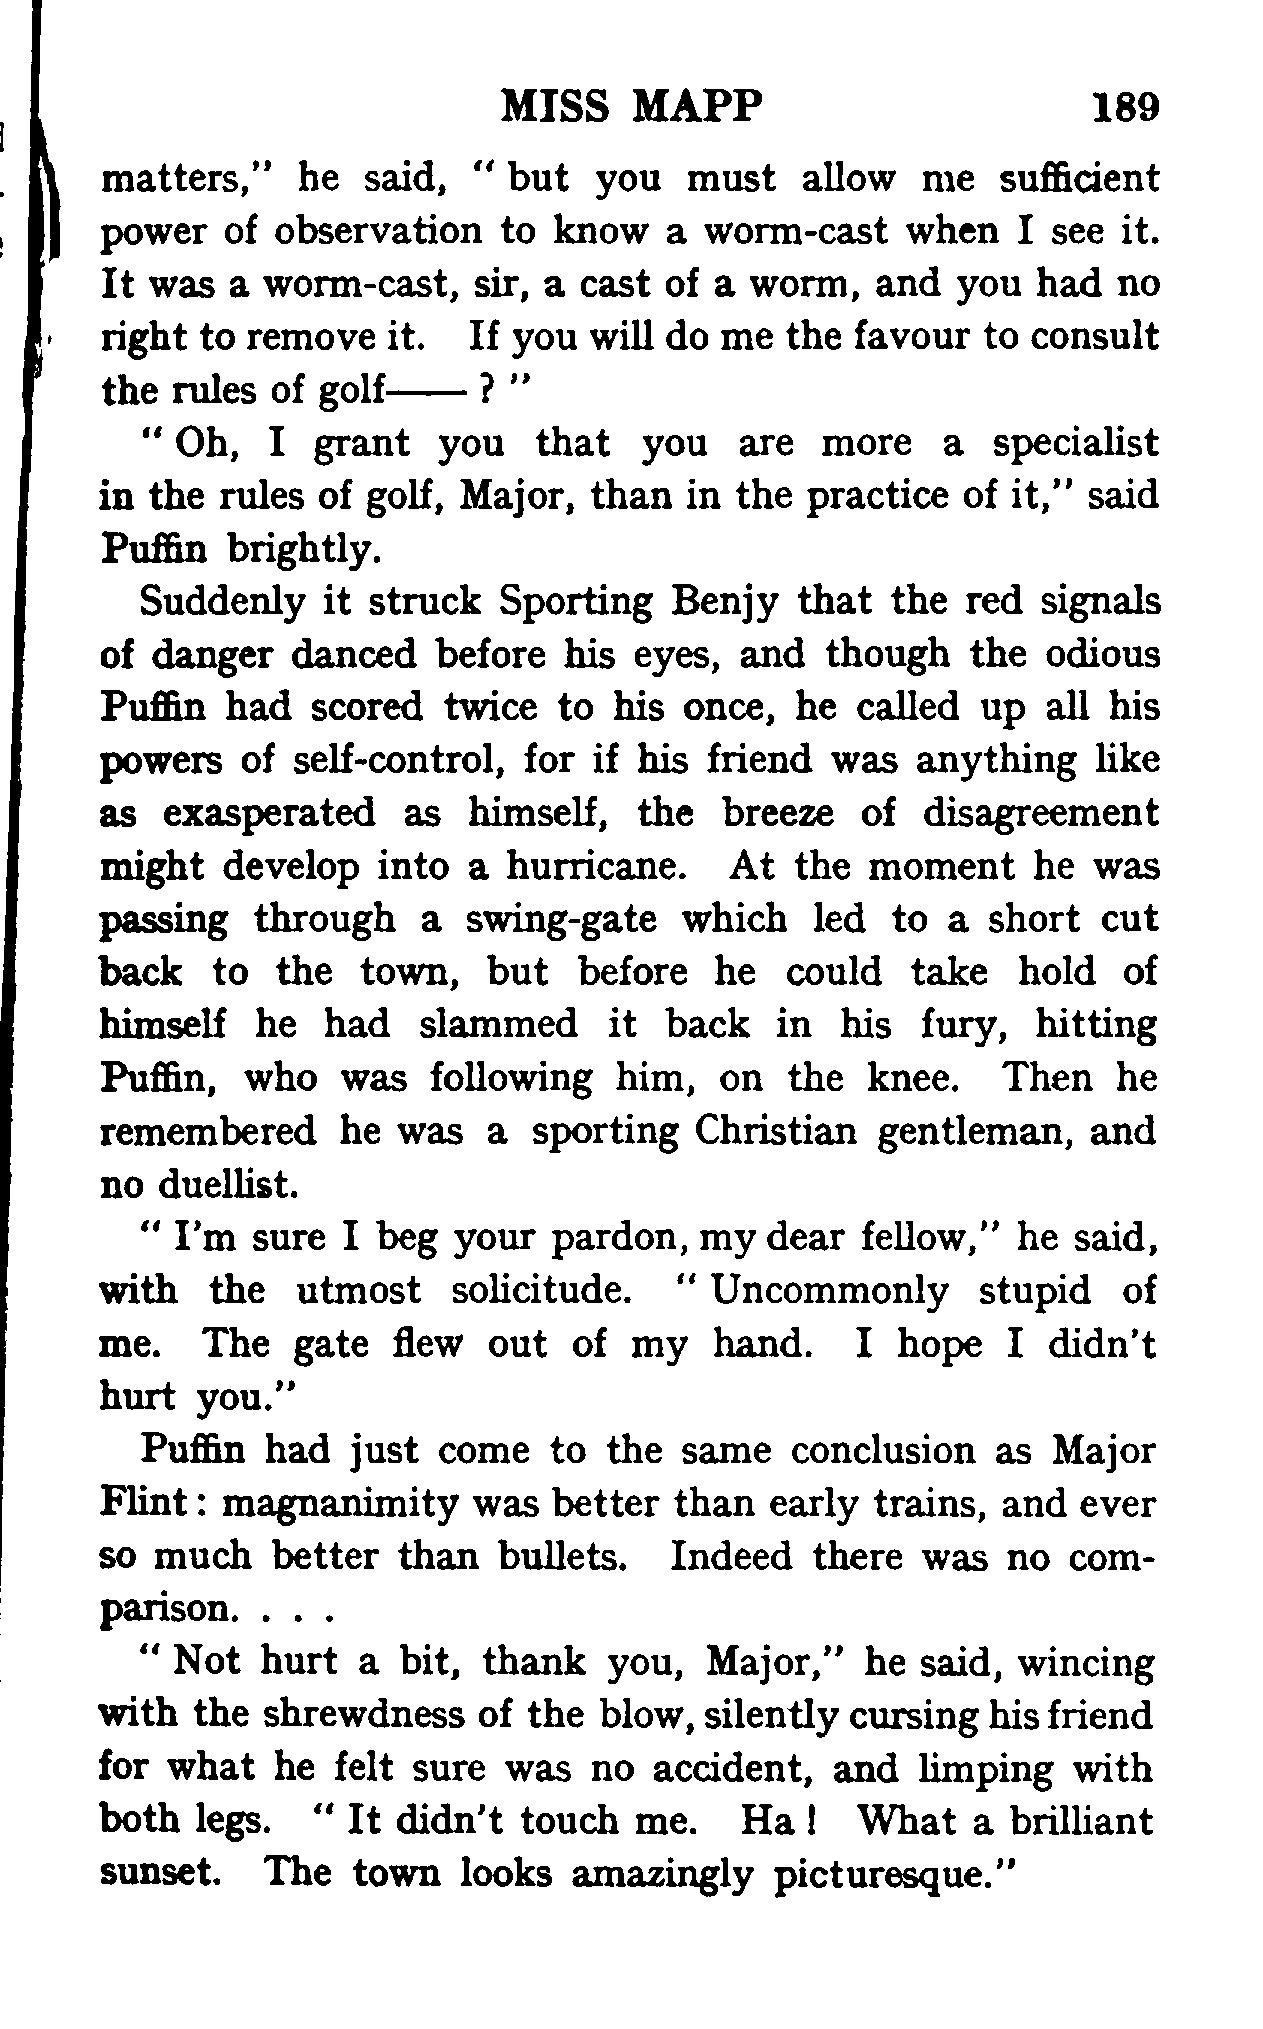 MISS MAPP 189
matters," he said, " but you must allow me sufficient
power of observation to know a worm-cast when I see it.
It was a worm-cast, sir, a cast of a worm, and you had no
right to remove it. If you will do me the favour to consult
the rules of golf—— ? "
" Oh, I grant you that you are more a specialist
in the rules of golf, Major, than in the practice of it," said
Puffin brightly.
Suddenly it struck Sporting Benjy that the red signals
of danger danced before his eyes, and though the odious
Puffin had scored twice to his once, he called up all his
powers of self-control, for if his friend was anything like
as exasperated as himself, the breeze of disagreement
might develop into a hurricane. At the moment he was
passing through a swing-gate which led to a short cut
back to the town, but before he could take hold of
himself he had slammed it back in his fury, hitting
Puffin, who was following him, on the knee. Then he
remembered he was a sporting Christian gentleman, and
no duellist.
" I'm sure I beg your pardon, my dear fellow," he said,
with the utmost solicitude. " Uncommonly stupid of
me. The gate flew out of my hand. I hope I didn't
hurt you."
Puffin had just come to the same conclusion as Major
Flint : magnanimity was better than early trains, and ever
so much better than bullets. Indeed there was no com-
parison. . . .
" Not hurt a bit, thank you, Major," he said, wincing
with the shrewdness of the blow, silently cursing his friend
for what he felt sure was no accident, and limping with
both legs. " It didn't touch me. Ha ! What a brilliant
sunset. The town looks amazingly picturesque."